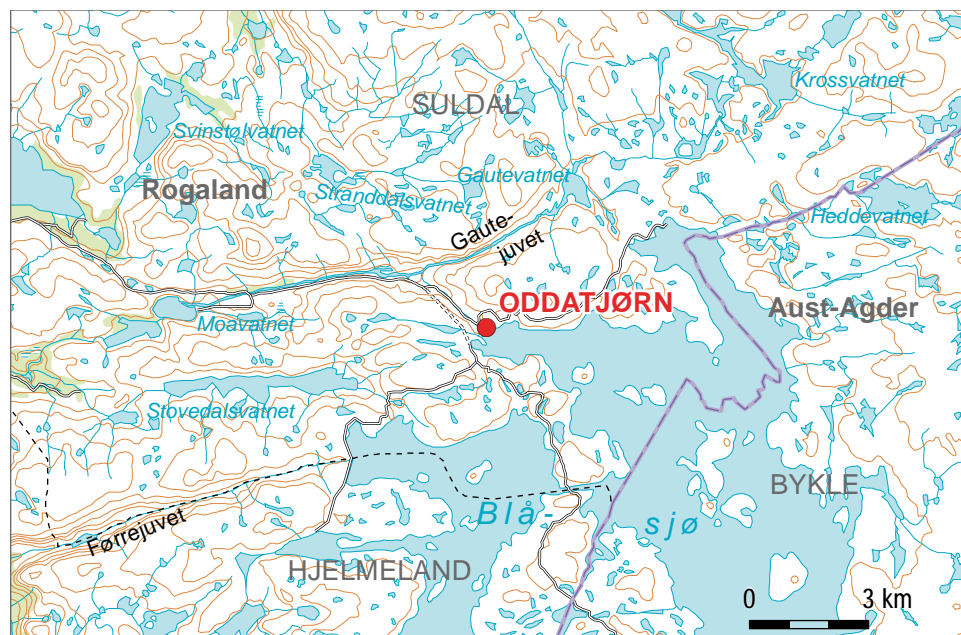 Krossvatnet
SULDAL
Svinstølvatnet
Gautevatnet
Rogaland
Stranddalsvatnet
Heddevatnet
Gaute-
juvet
ODDATJØRN
Aust-Agder
Moavatnet
Stovedalsvatnet
BYKLE
Blå-
sjø
Førrejuvet
HJELMELAND
0 3 km